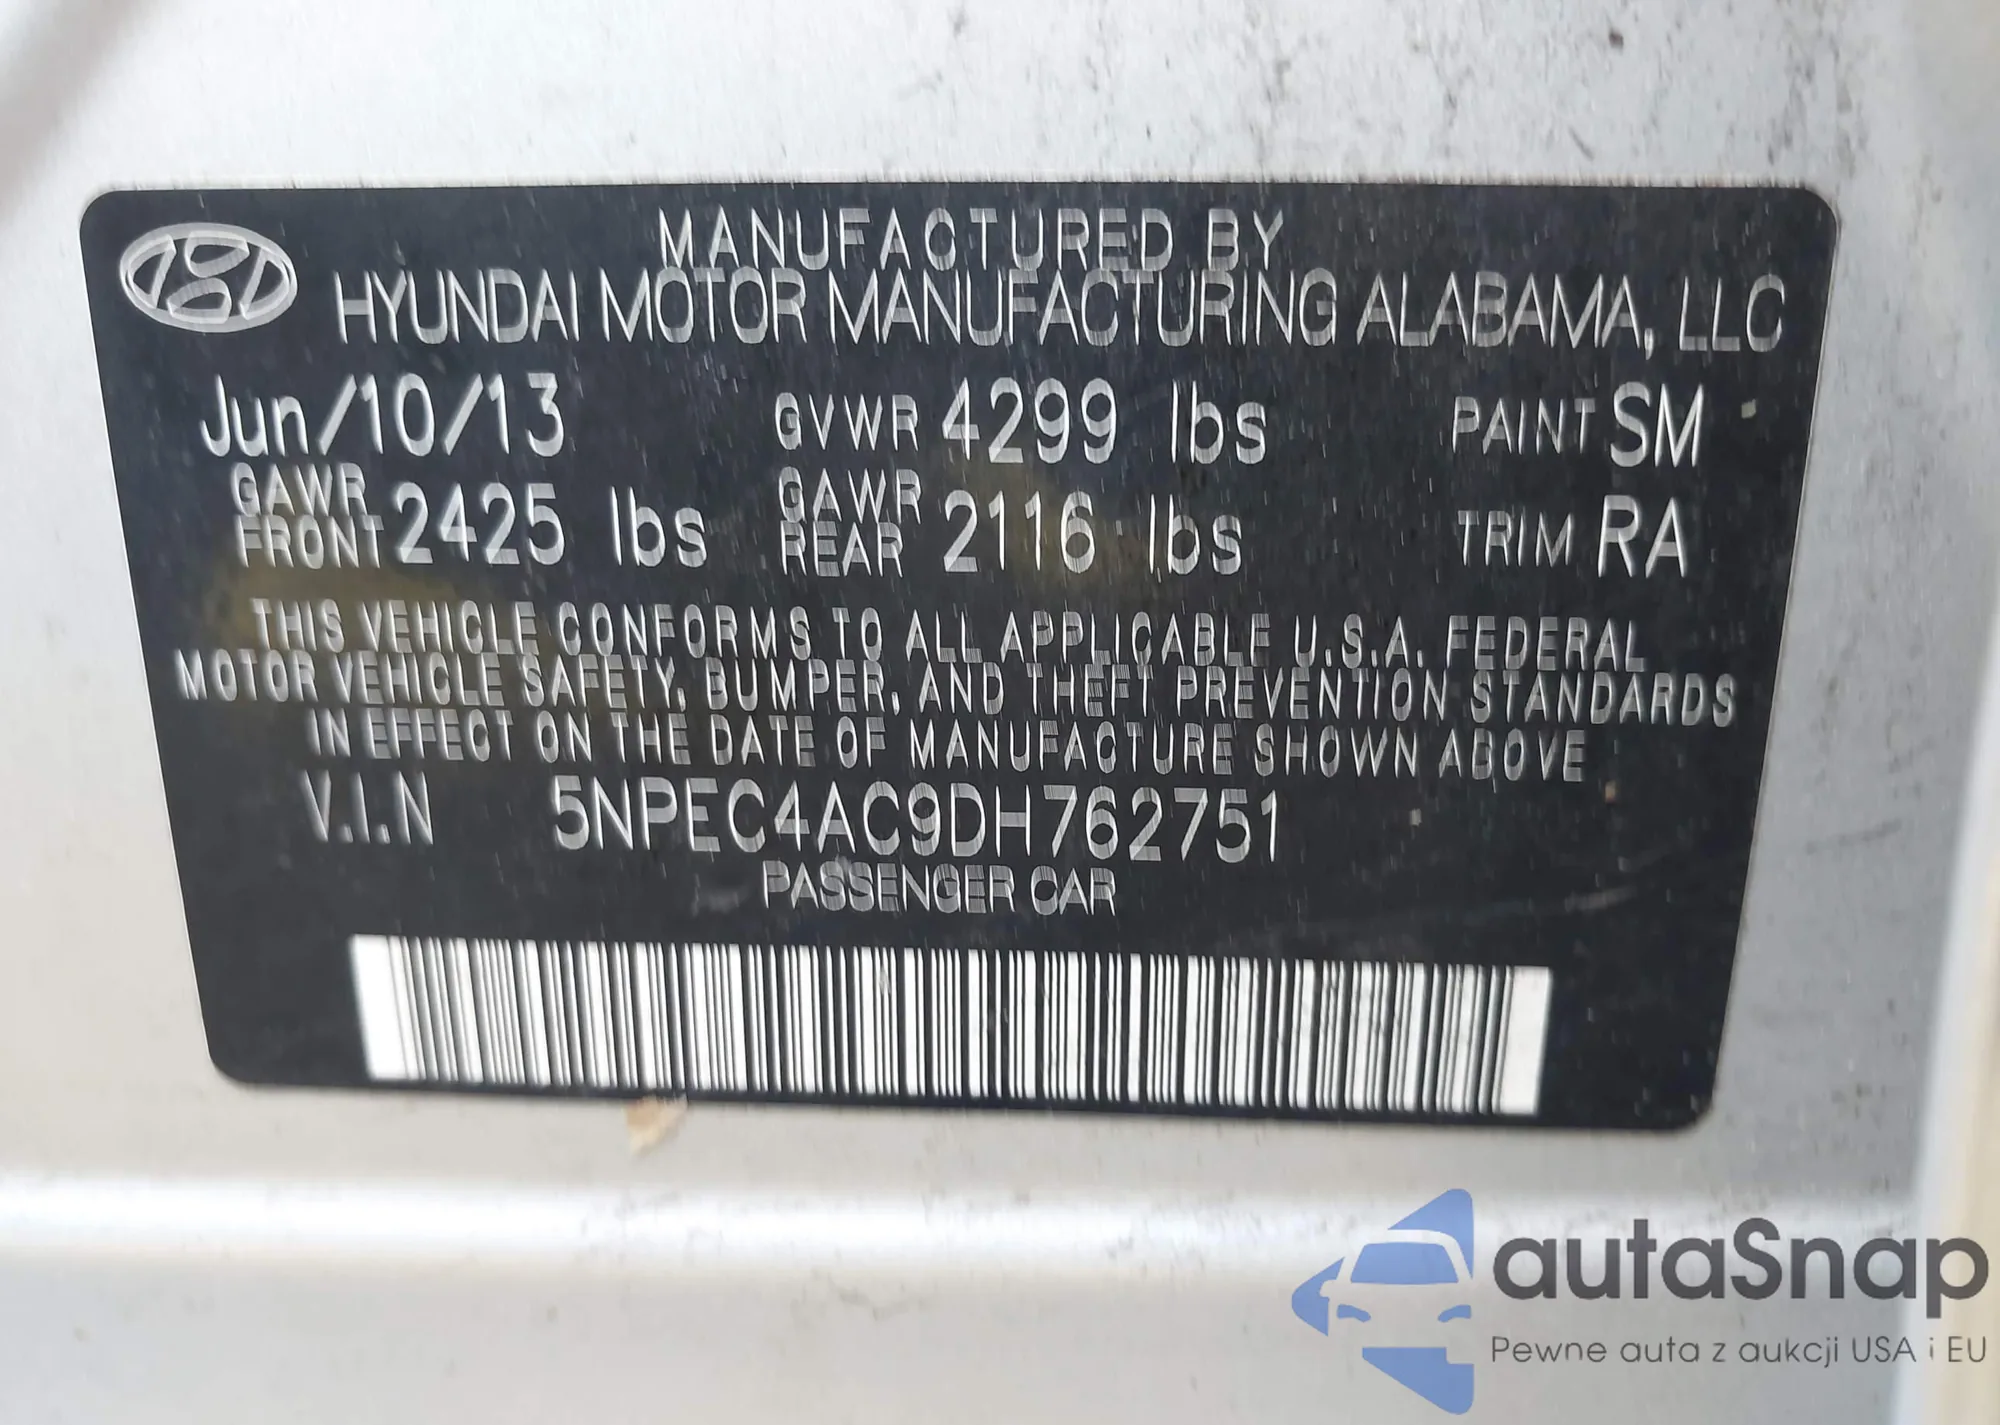 MANUFACTURED BY
HYUNDAI MOTOR MANUFACTURING ALABAMA, LLC
Jun/10/13 GVWR 4299 lbs PAINT SM
GAWR FRONT 2425 lbs GAWR REAR 2116 lbs TRIM RA
THIS VEHICLE CONFORMS TO ALL APPLICABLE U.S.A. FEDERAL
MOTOR VEHICLE SAFETY, BUMPER, AND THEFT PREVENTION STANDARDS
IN EFFECT ON THE DATE OF MANUFACTURE SHOWN ABOVE
V.I.N 5NPEC4AC9DH762751
PASSENGER CAR
autaSnap
Pewne auta z aukcji USA i EU